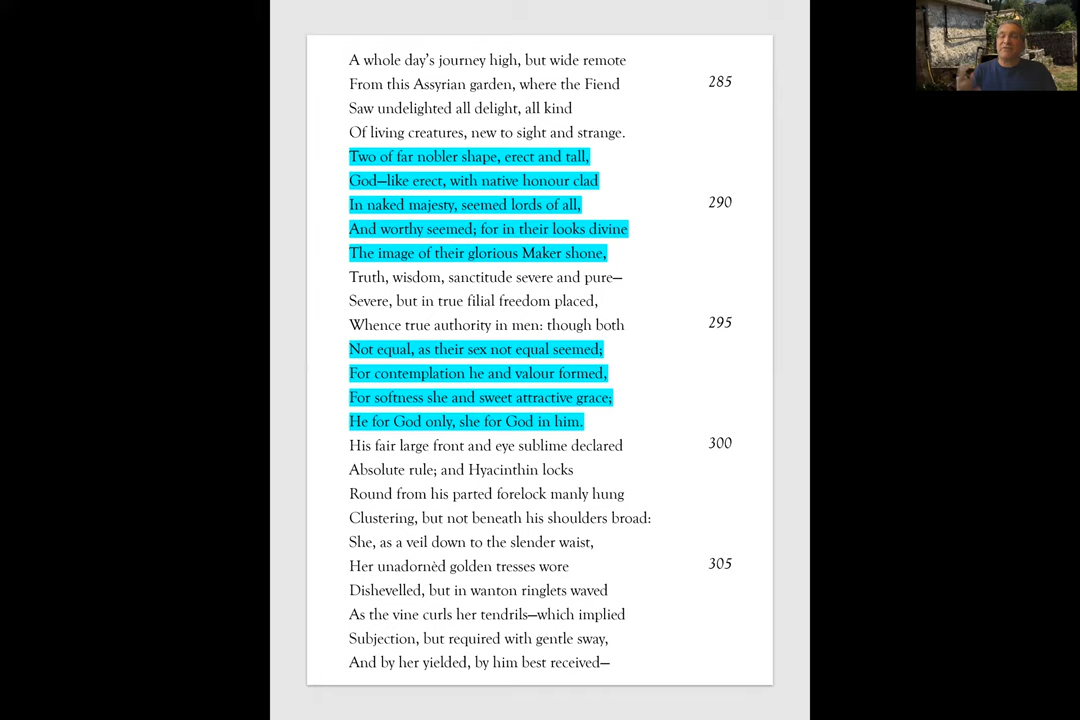 A whole day's journey high, but wide remote
From this Assyrian garden, where the Fiend 285
Saw undelighted all delight, all kind
Of living creatures, new to sight and strange.
Two of far nobler shape, erect and tall,
God—like erect, with native honour clad
In naked majesty, seemed lords of all, 290
And worthy seemed; for in their looks divine
The image of their glorious Maker shone,
Truth, wisdom, sanctitude severe and pure—
Severe, but in true filial freedom placed,
Whence true authority in men: though both 295
Not equal, as their sex not equal seemed;
For contemplation he and valour formed,
For softness she and sweet attractive grace;
He for God only, she for God in him.
His fair large front and eye sublime declared 300
Absolute rule; and Hyacinthin locks
Round from his parted forelock manly hung
Clustering, but not beneath his shoulders broad:
She, as a veil down to the slender waist,
Her unadornèd golden tresses wore 305
Dishevelled, but in wanton ringlets waved
As the vine curls her tendrils—which implied
Subjection, but required with gentle sway,
And by her yielded, by him best received—